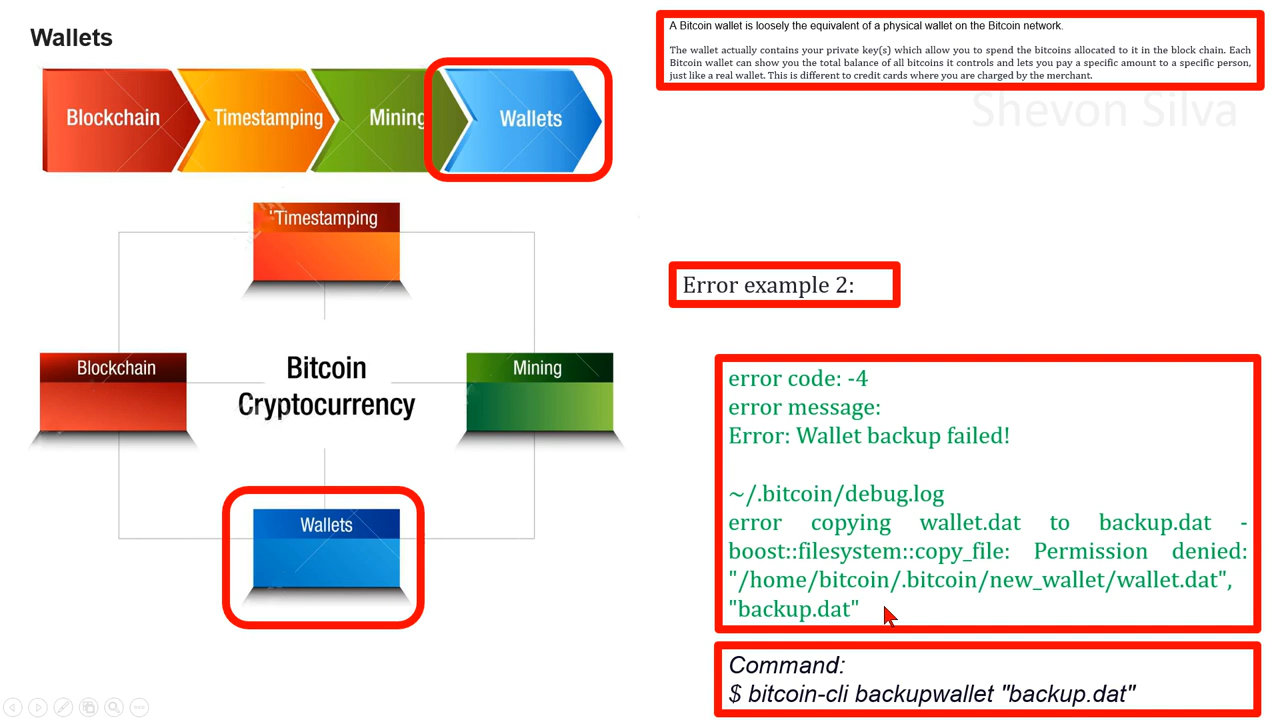 Wallets
Blockchain
Timestamping
Mining
Wallets
'Timestamping
Blockchain
Bitcoin
Cryptocurrency
Mining
Wallets
A Bitcoin wallet is loosely the equivalent of a physical wallet on the Bitcoin network.
The wallet actually contains your private key(s) which allow you to spend the bitcoins allocated to it in the block chain. Each
Bitcoin wallet can show you the total balance of all bitcoins it controls and lets you pay a specific amount to a specific person,
just like a real wallet. This is different to credit cards where you are charged by the merchant.
Shevon Silva
Error example 2:
error code: -4
error message:
Error: Wallet backup failed!
~/.bitcoin/debug.log
error copying wallet.dat to backup.dat -
boost::filesystem::copy_file: Permission denied:
"/home/bitcoin/.bitcoin/new_wallet/wallet.dat",
"backup.dat"
Command:
$ bitcoin-cli backupwallet "backup.dat"